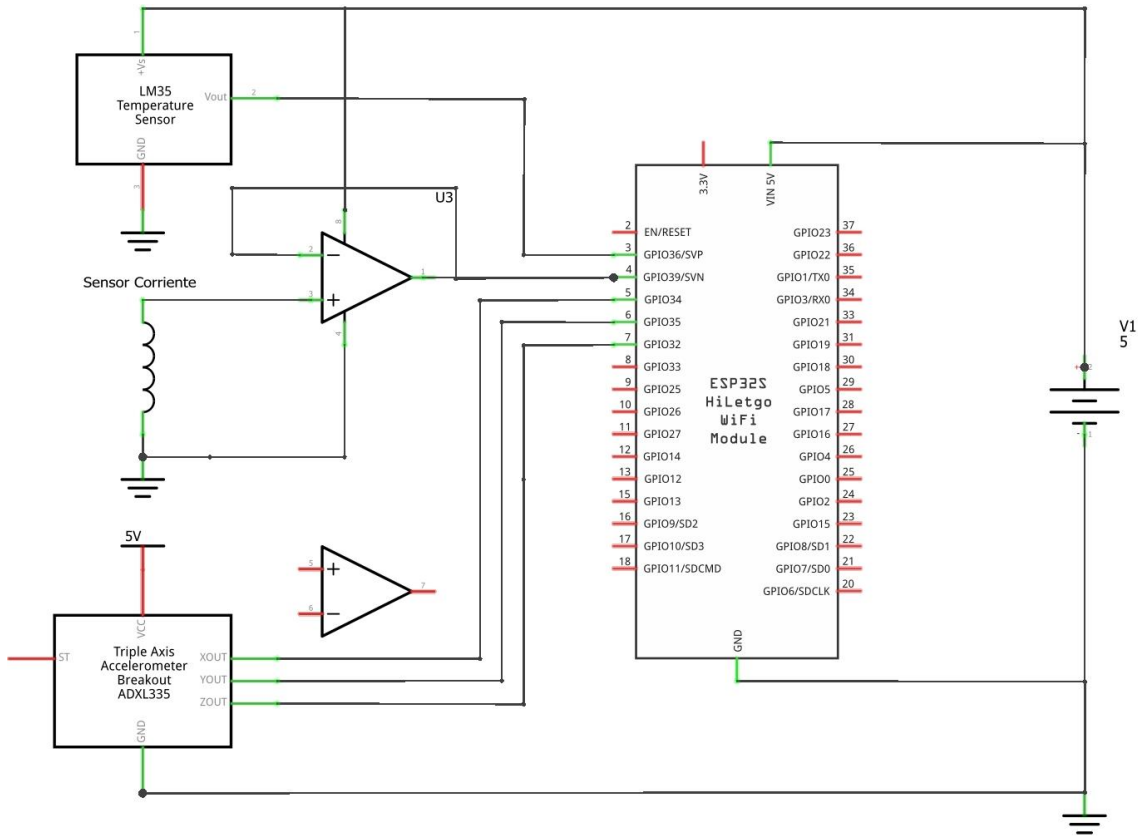 1
+Vs
LM35
Temperature
Sensor
Vout
2
GND
3
U3
8
2
1
3
4
Sensor Corriente
5V
VCC
ST
Triple Axis
Accelerometer
Breakout
ADXL335
XOUT
YOUT
ZOUT
GND
5
6
7
3.3V
VIN 5V
2 EN/RESET
3 GPIO36/SVP
4 GPIO39/SVN
5 GPIO34
6 GPIO35
7 GPIO32
8 GPIO33
9 GPIO25
10 GPIO26
11 GPIO27
12 GPIO14
13 GPIO12
15 GPIO13
16 GPIO9/SD2
17 GPIO10/SD3
18 GPIO11/SDCMD
ESP32S
HiLetgo
WiFi
Module
GPIO23 37
GPIO22 36
GPIO1/TX0 35
GPIO3/RX0 34
GPIO21 33
GPIO19 31
GPIO18 30
GPIO5 29
GPIO17 28
GPIO16 27
GPIO4 26
GPIO0 25
GPIO2 24
GPIO15 23
GPIO8/SD1 22
GPIO7/SD0 21
GPIO6/SDCLK 20
GND
V1
5
+
- 1